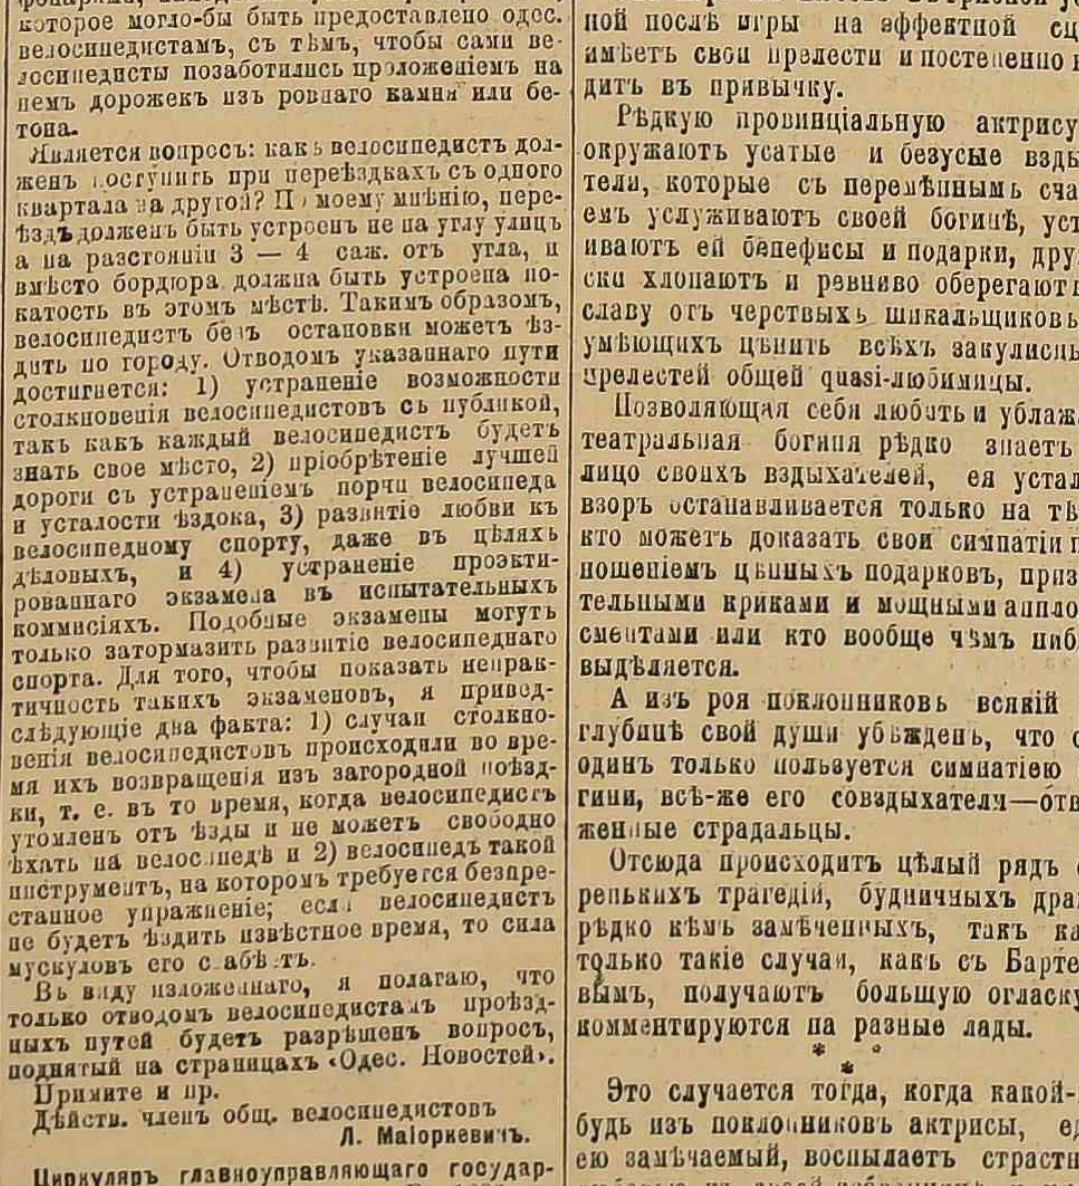 которое могло-бы быть предоставлено одес.
велосипедистам, съ тѣмъ, чтобы сами ве-
лосипедисты позаботились проложеніемъ на
немъ дорожекъ изъ ровнаго камня или бе-
тона.
Является вопросъ: какъ велосипедистъ дол-
женъ поступить при переѣздкахъ съ одного
квартала на другой? По моему мнѣнію, пере-
ѣздъ долженъ быть устроенъ не на углу улицъ
а на разстояніи 3 — 4 саж. отъ угла, и
вмѣсто бордюра должна быть устроена по-
катость въ этомъ мѣстѣ. Такимъ образомъ,
велосипедистъ безъ остановки можетъ ѣз-
дить по городу. Отводомъ указаннаго пути
достигнется: 1) устраненіе возможности
столкновенія велосипедистовъ съ публикой,
такъ какъ каждый велосипедистъ будетъ
знать свое мѣсто, 2) пріобрѣтеніе лучшей
дороги съ устраненіемъ порчи велосипеда
и усталости ѣздока, 3) развитіе любви къ
велосипедному спорту, даже въ цѣляхъ
дѣловыхъ, и 4) устраненіе проэкти-
рованнаго экзамена въ испытательныхъ
коммисіяхъ. Подобные экзамены могутъ
только затормазить развитіе велосипеднаго
спорта. Для того, чтобы показать непрак-
тичность такихъ экзаменовъ, я привед-
слѣдующіе два факта: 1) случаи столкно-
венія велосипедистовъ происходили во вре-
мя ихъ возвращенія изъ загородной поѣзд-
ки, т. е. въ то время, когда велосипедистъ
утомленъ отъ ѣзды и не можетъ свободно
ѣхать на велосипедѣ и 2) велосипедъ такой
инструментъ, на которомъ требуется безпре-
станное упражненіе; если велосипедистъ
не будетъ ѣздить извѣстное время, то сила
мускуловъ его слабѣетъ.
Въ виду изложеннаго, я полагаю, что
только отводомъ велосипедистамъ проѣзд-
ныхъ путей будетъ разрѣшенъ вопросъ,
поднятый на страницахъ «Одес. Новостей».
Примите и пр.
Дѣйств. членъ общ. велосипедистовъ
Л. Маіоркевичъ.
Циркуляръ главноуправляющаго государ-
ной послѣ игры на эффектной сц
имѣетъ свои прелести и постепенно
дитъ въ привычку.
Рѣдкую провинціальную актрису
окружаютъ усатые и безусые взды
тели, которые съ перемѣннымъ сча
емъ услуживаютъ своей богинѣ, уст
иваютъ ей бенефисы и подарки, дру
ски хлопаютъ и ревниво оберегаютъ
славу отъ черствыхъ шикальщиковъ
умѣющихъ цѣнить всѣхъ закулисны
прелестей общей quasi-любимицы.
Позволяющая себя любить и ублаж
театральная богиня рѣдко знаетъ
лицо своихъ вздыхателей, ея устал
взоръ останавливается только на тѣ
кто можетъ доказать свои симпатіи п
ношеніемъ цѣнныхъ подарковъ, приз
тельными криками и мощными аппло
сментами или кто вообще чѣмъ ниб
выдѣляется.
А изъ роя поклонниковъ всякій
глубинѣ свой души убѣжденъ, что о
одинъ только пользуется симпатіею
гини, всѣ-же его совздыхатели—отв
женные страдальцы.
Отсюда происходитъ цѣлый рядъ
ренькихъ трагедій, будничныхъ дра
рѣдко кѣмъ замѣченныхъ, такъ ка
только такіе случаи, какъ съ Барте
вымъ, получаютъ большую огласку
комментируются на разные лады.
* * *
Это случается тогда, когда какой-
будь изъ поклонниковъ актрисы, ед
ею замѣчаемый, воспылаетъ страстн